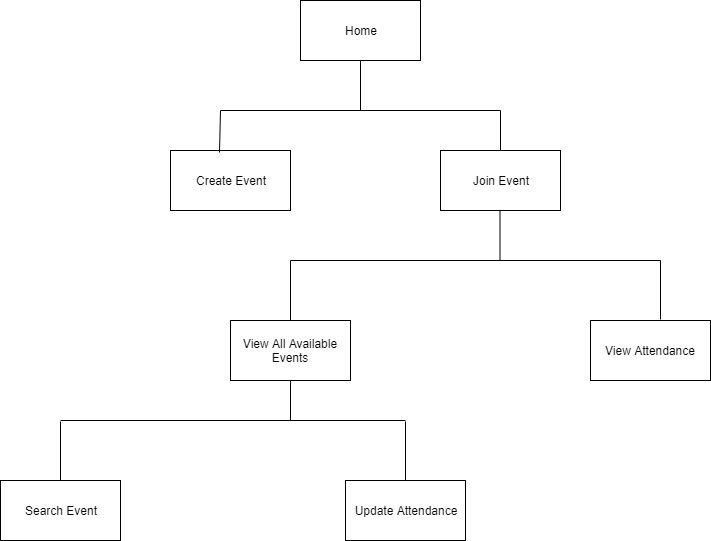 Home
Create Event
Join Event
View All Available
Events
View Attendance
Search Event
Update Attendance